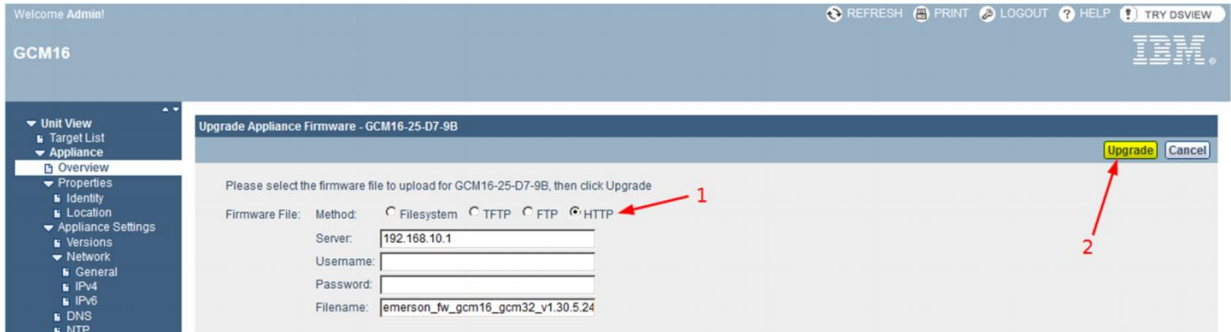 Welcome Admin!
REFRESH PRINT LOGOUT ? HELP ! TRY DSVIEW
GCM16
IBM
Unit View
Target List
Appliance
Overview
Properties
Identity
Location
Appliance Settings
Versions
Network
General
IPv4
IPv6
DNS
NTP
Upgrade Appliance Firmware - GCM16-25-D7-9B
Upgrade Cancel
Please select the firmware file to upload for GCM16-25-D7-9B, then click Upgrade
1
Firmware File: Method: Filesystem TFTP FTP HTTP
Server: 192.168.10.1
2
Username:
Password:
Filename: emerson_fw_gcm16_gcm32_v1.30.5.24